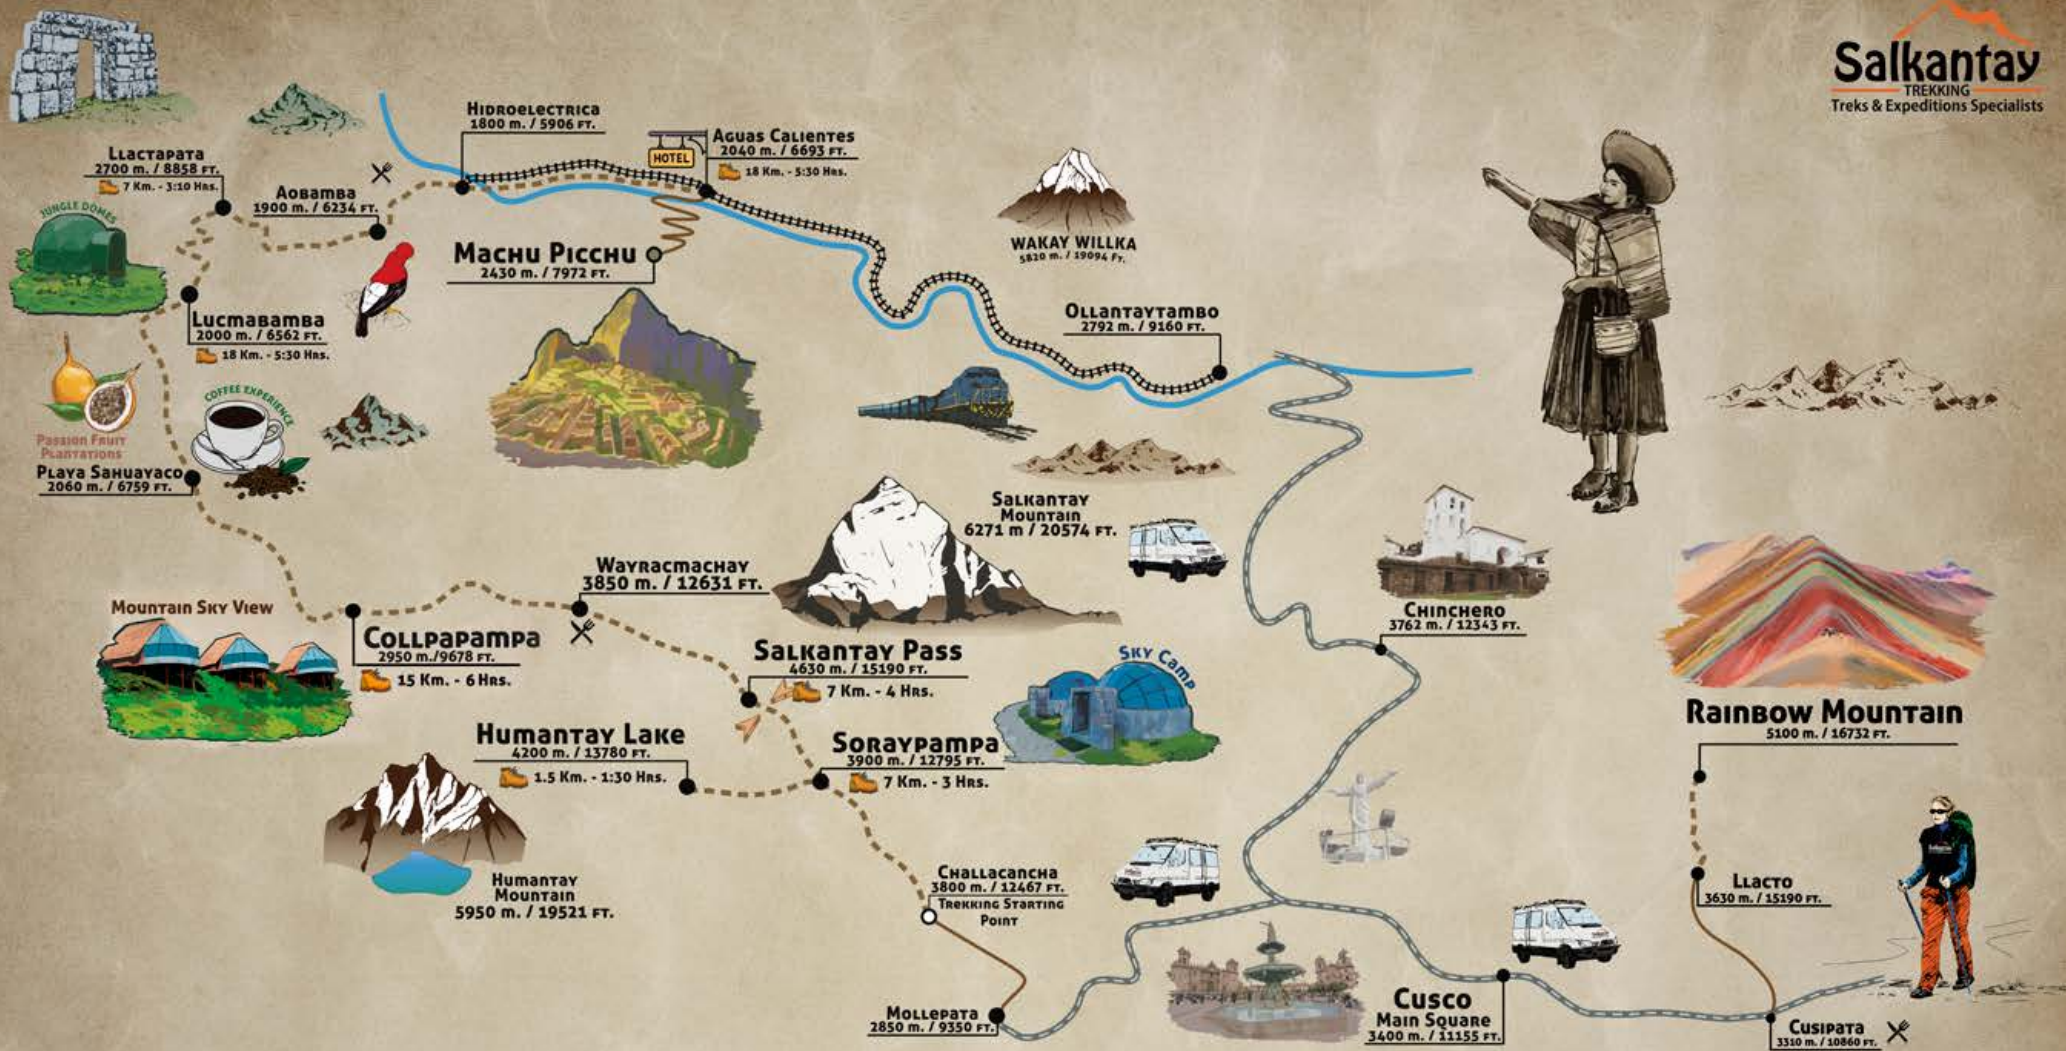 Salkantay
TREKKING
Treks & Expeditions Specialists
Hidroelectrica
1800 m. / 5906 ft.
HOTEL
Aguas Calientes
2040 m. / 6693 ft.
18 Km. - 5:30 Hrs.
Llactapata
2700 m. / 8858 ft.
7 Km. - 3:10 Hrs.
Aobamba
1900 m. / 6234 ft.
JUNGLE DOMES
Machu Picchu
2430 m. / 7972 ft.
WAKAY WILLKA
5820 m. / 19094 Ft.
Lucmabamba
2000 m. / 6562 ft.
18 Km. - 5:30 Hrs.
Ollantaytambo
2792 m. / 9160 ft.
COFFEE EXPERIENCE
Passion Fruit
Plantations
Playa Sahuayaco
2060 m. / 6759 ft.
Salkantay
Mountain
6271 m / 20574 ft.
Wayracmachay
3850 m. / 12631 ft.
Mountain Sky View
Collpapampa
2950 m./9678 ft.
15 Km. - 6 Hrs.
Chinchero
3762 m. / 12343 ft.
Salkantay Pass
4630 m. / 15190 ft.
7 Km. - 4 Hrs.
Sky Camp
Rainbow Mountain
5100 m. / 16732 ft.
Humantay Lake
4200 m. / 13780 ft.
1.5 Km. - 1:30 Hrs.
Soraypampa
3900 m. / 12795 ft.
7 Km. - 3 Hrs.
Humantay
Mountain
5950 m. / 19521 ft.
Challacancha
3800 m. / 12467 ft.
Trekking Starting
Point
Llacto
3630 m. / 15190 ft.
Mollepata
2850 m. / 9350 ft.
Cusco
Main Square
3400 m. / 11155 ft.
Cusipata
3310 m. / 10860 ft.